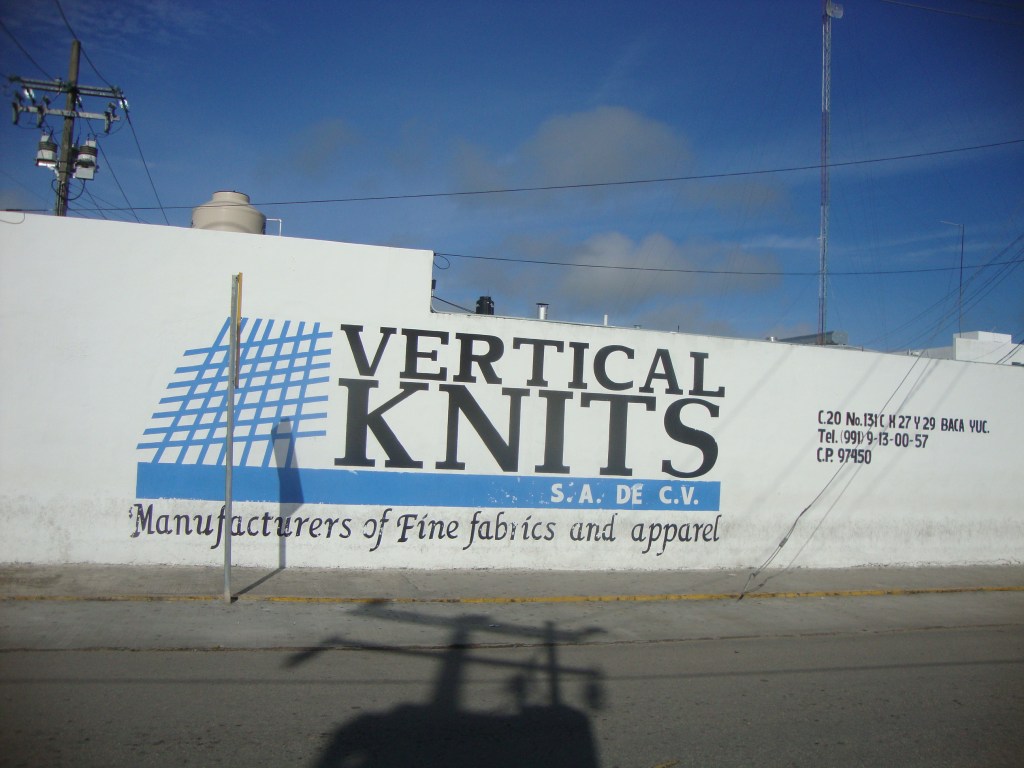 VERTICAL
KNITS
S.A. DE C.V.
Manufacturers of Fine fabrics and apparel
C.20 No.131 C X 27 Y 29 BACA YUC.
Tel. (991) 9-13-00-57
C.P. 97450